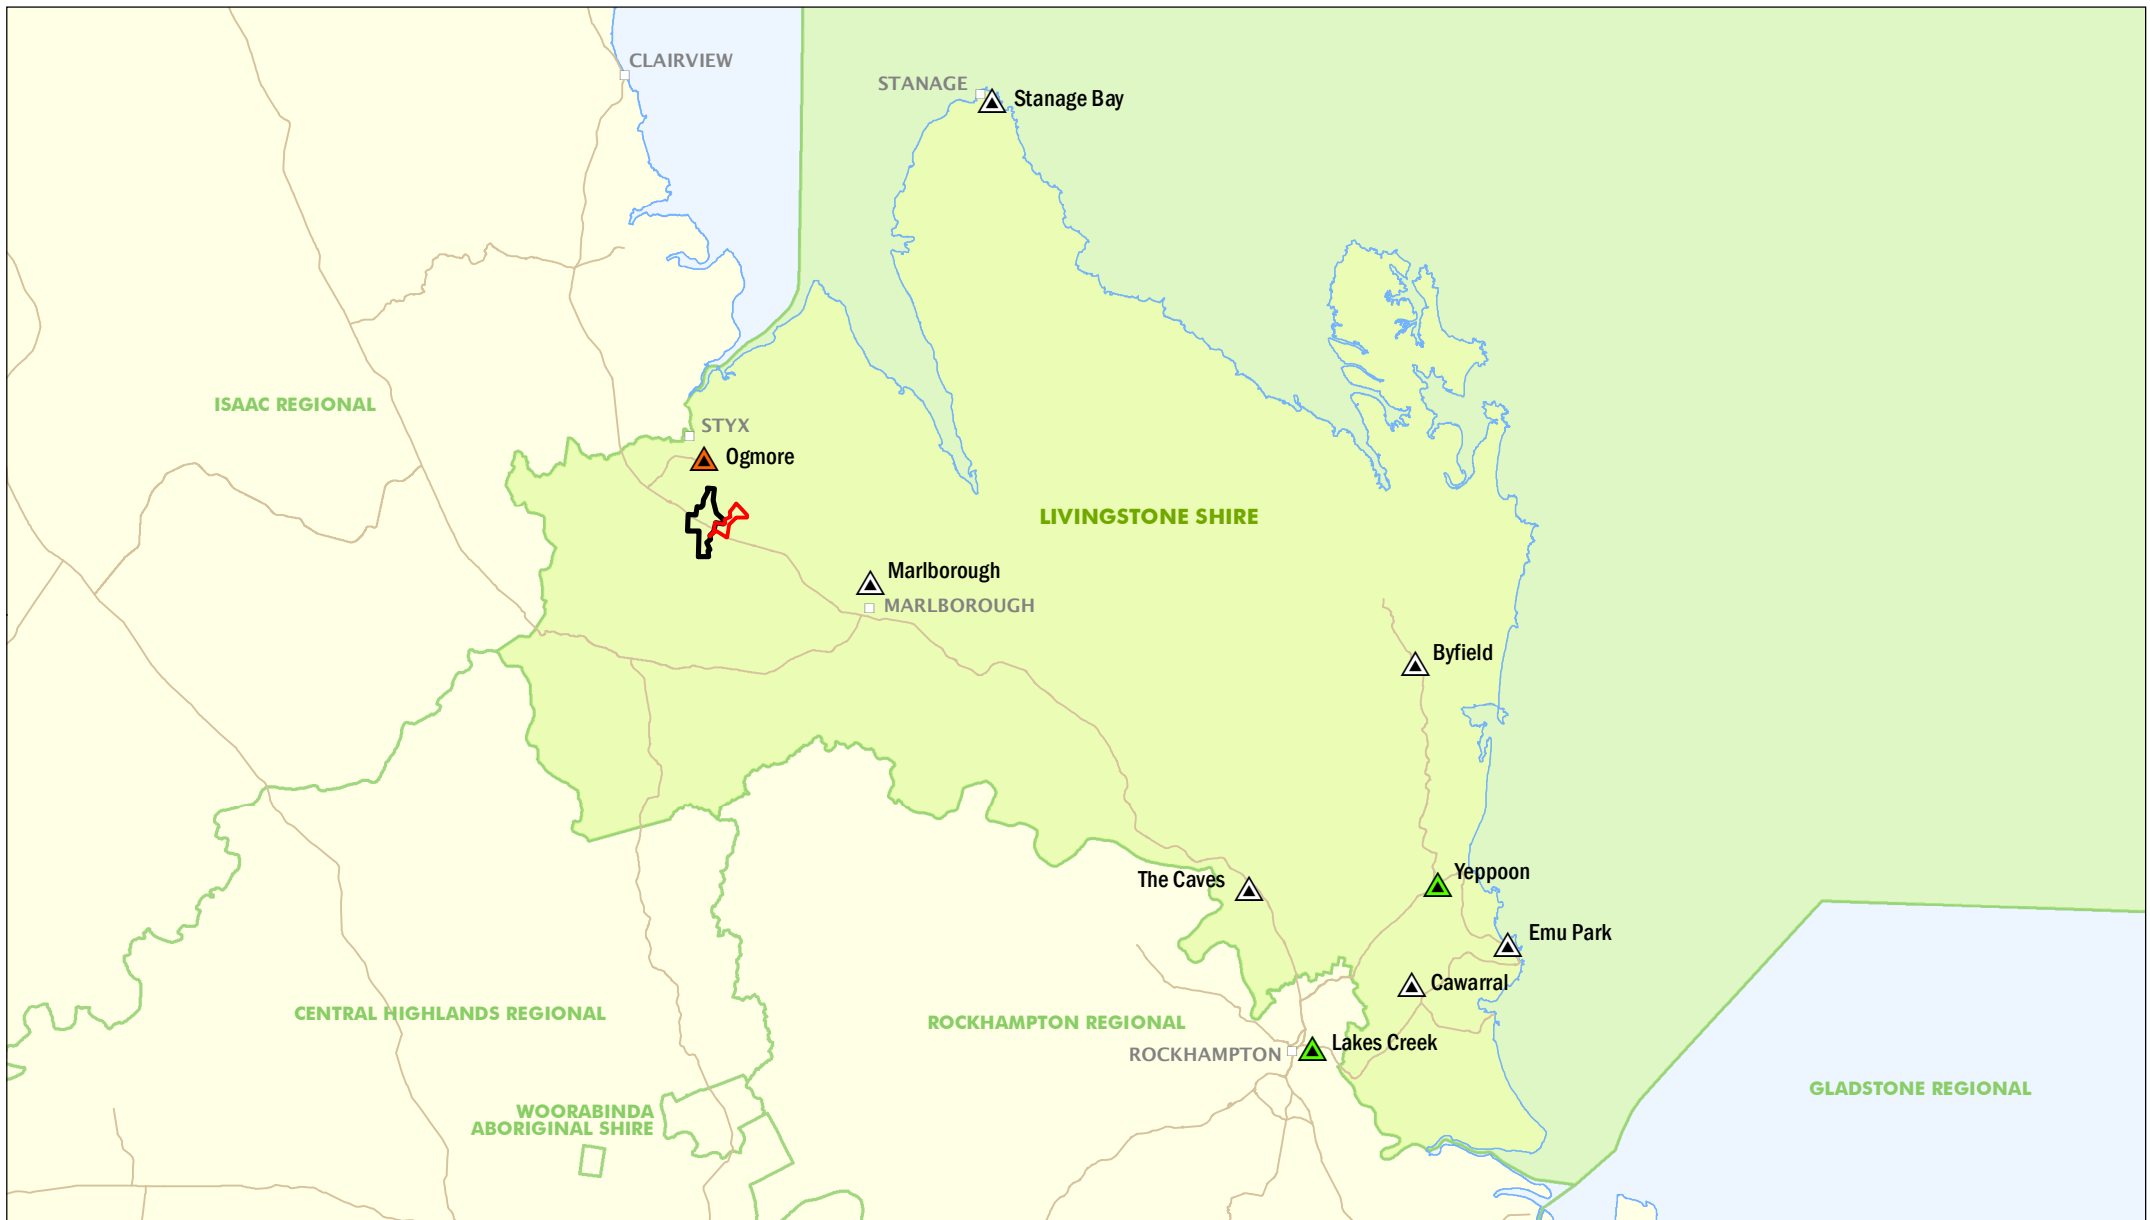 CLAIRVIEW
STANAGE
Stanage Bay
ISAAC REGIONAL
STYX
Ogmore
LIVINGSTONE SHIRE
Marlborough
MARLBOROUGH
Byfield
Yeppoon
The Caves
Emu Park
Cawarral
CENTRAL HIGHLANDS REGIONAL
ROCKHAMPTON REGIONAL
Lakes Creek
ROCKHAMPTON
GLADSTONE REGIONAL
WOORABINDA
ABORIGINAL SHIRE